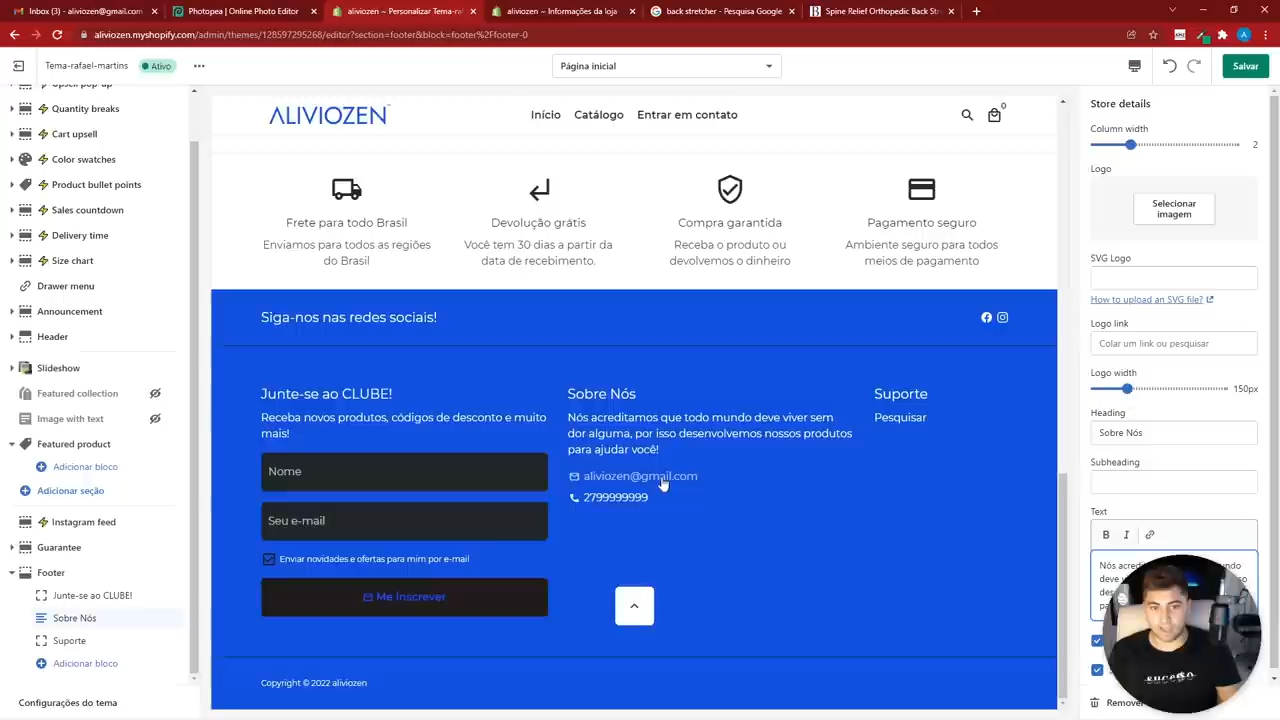 aliviozen@gmail.com
Photopea | Online Photo Editor
aliviozen ~ Personalizar Tema-ra
aliviozen ~ Informações da loja
back stretcher - Pesquisa Google
Spine Relief Orthopedic Back Str
aliviozen.myshopify.com/admin/themes/128597295268/editor?section=footer&block=footer%2Ffooter-0
Tema-rafael-martins
Ativo
Página inicial
Salvar
Quantity breaks
Cart upsell
Color swatches
Product bullet points
Sales countdown
Delivery time
Size chart
Drawer menu
Announcement
Header
Slideshow
Featured collection
Image with text
Featured product
Adicionar bloco
Adicionar seção
Instagram feed
Guarantee
Footer
Junte-se ao CLUBE!
Sobre Nós
Suporte
Adicionar bloco
Configurações do tema
ALIVIOZEN
Início
Catálogo
Entrar em contato
0
Frete para todo Brasil
Enviamos para todos as regiões
do Brasil
Devolução grátis
Você tem 30 dias a partir da
data de recebimento.
Compra garantida
Receba o produto ou
devolvemos o dinheiro
Pagamento seguro
Ambiente seguro para todos
meios de pagamento
Siga-nos nas redes sociais!
Junte-se ao CLUBE!
Receba novos produtos, códigos de desconto e muito
mais!
Nome
Seu e-mail
Enviar novidades e ofertas para mim por e-mail
Me Inscrever
Sobre Nós
Nós acreditamos que todo mundo deve viver sem
dor alguma, por isso desenvolvemos nossos produtos
para ajudar você!
aliviozen@gmail.com
2799999999
Suporte
Pesquisar
Copyright © 2022 aliviozen
Store details
Column width
2
Logo
Selecionar
imagem
SVG Logo
How to upload an SVG file?
Logo link
Colar um link ou pesquisar
Logo width
150px
Heading
Sobre Nós
Subheading
Text
B I
Nós
deve
Remover